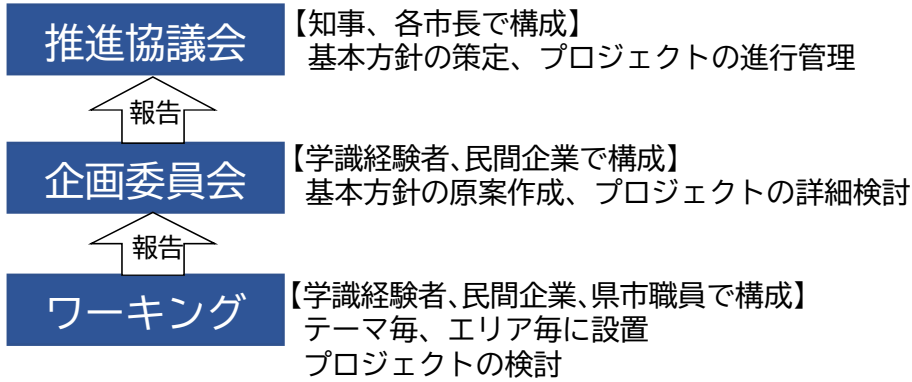 推進協議会
【知事、各市長で構成】
基本方針の策定、プロジェクトの進行管理
報告
企画委員会
【学識経験者、民間企業で構成】
基本方針の原案作成、プロジェクトの詳細検討
報告
ワーキング
【学識経験者、民間企業、県市職員で構成】
テーマ毎、エリア毎に設置
プロジェクトの検討